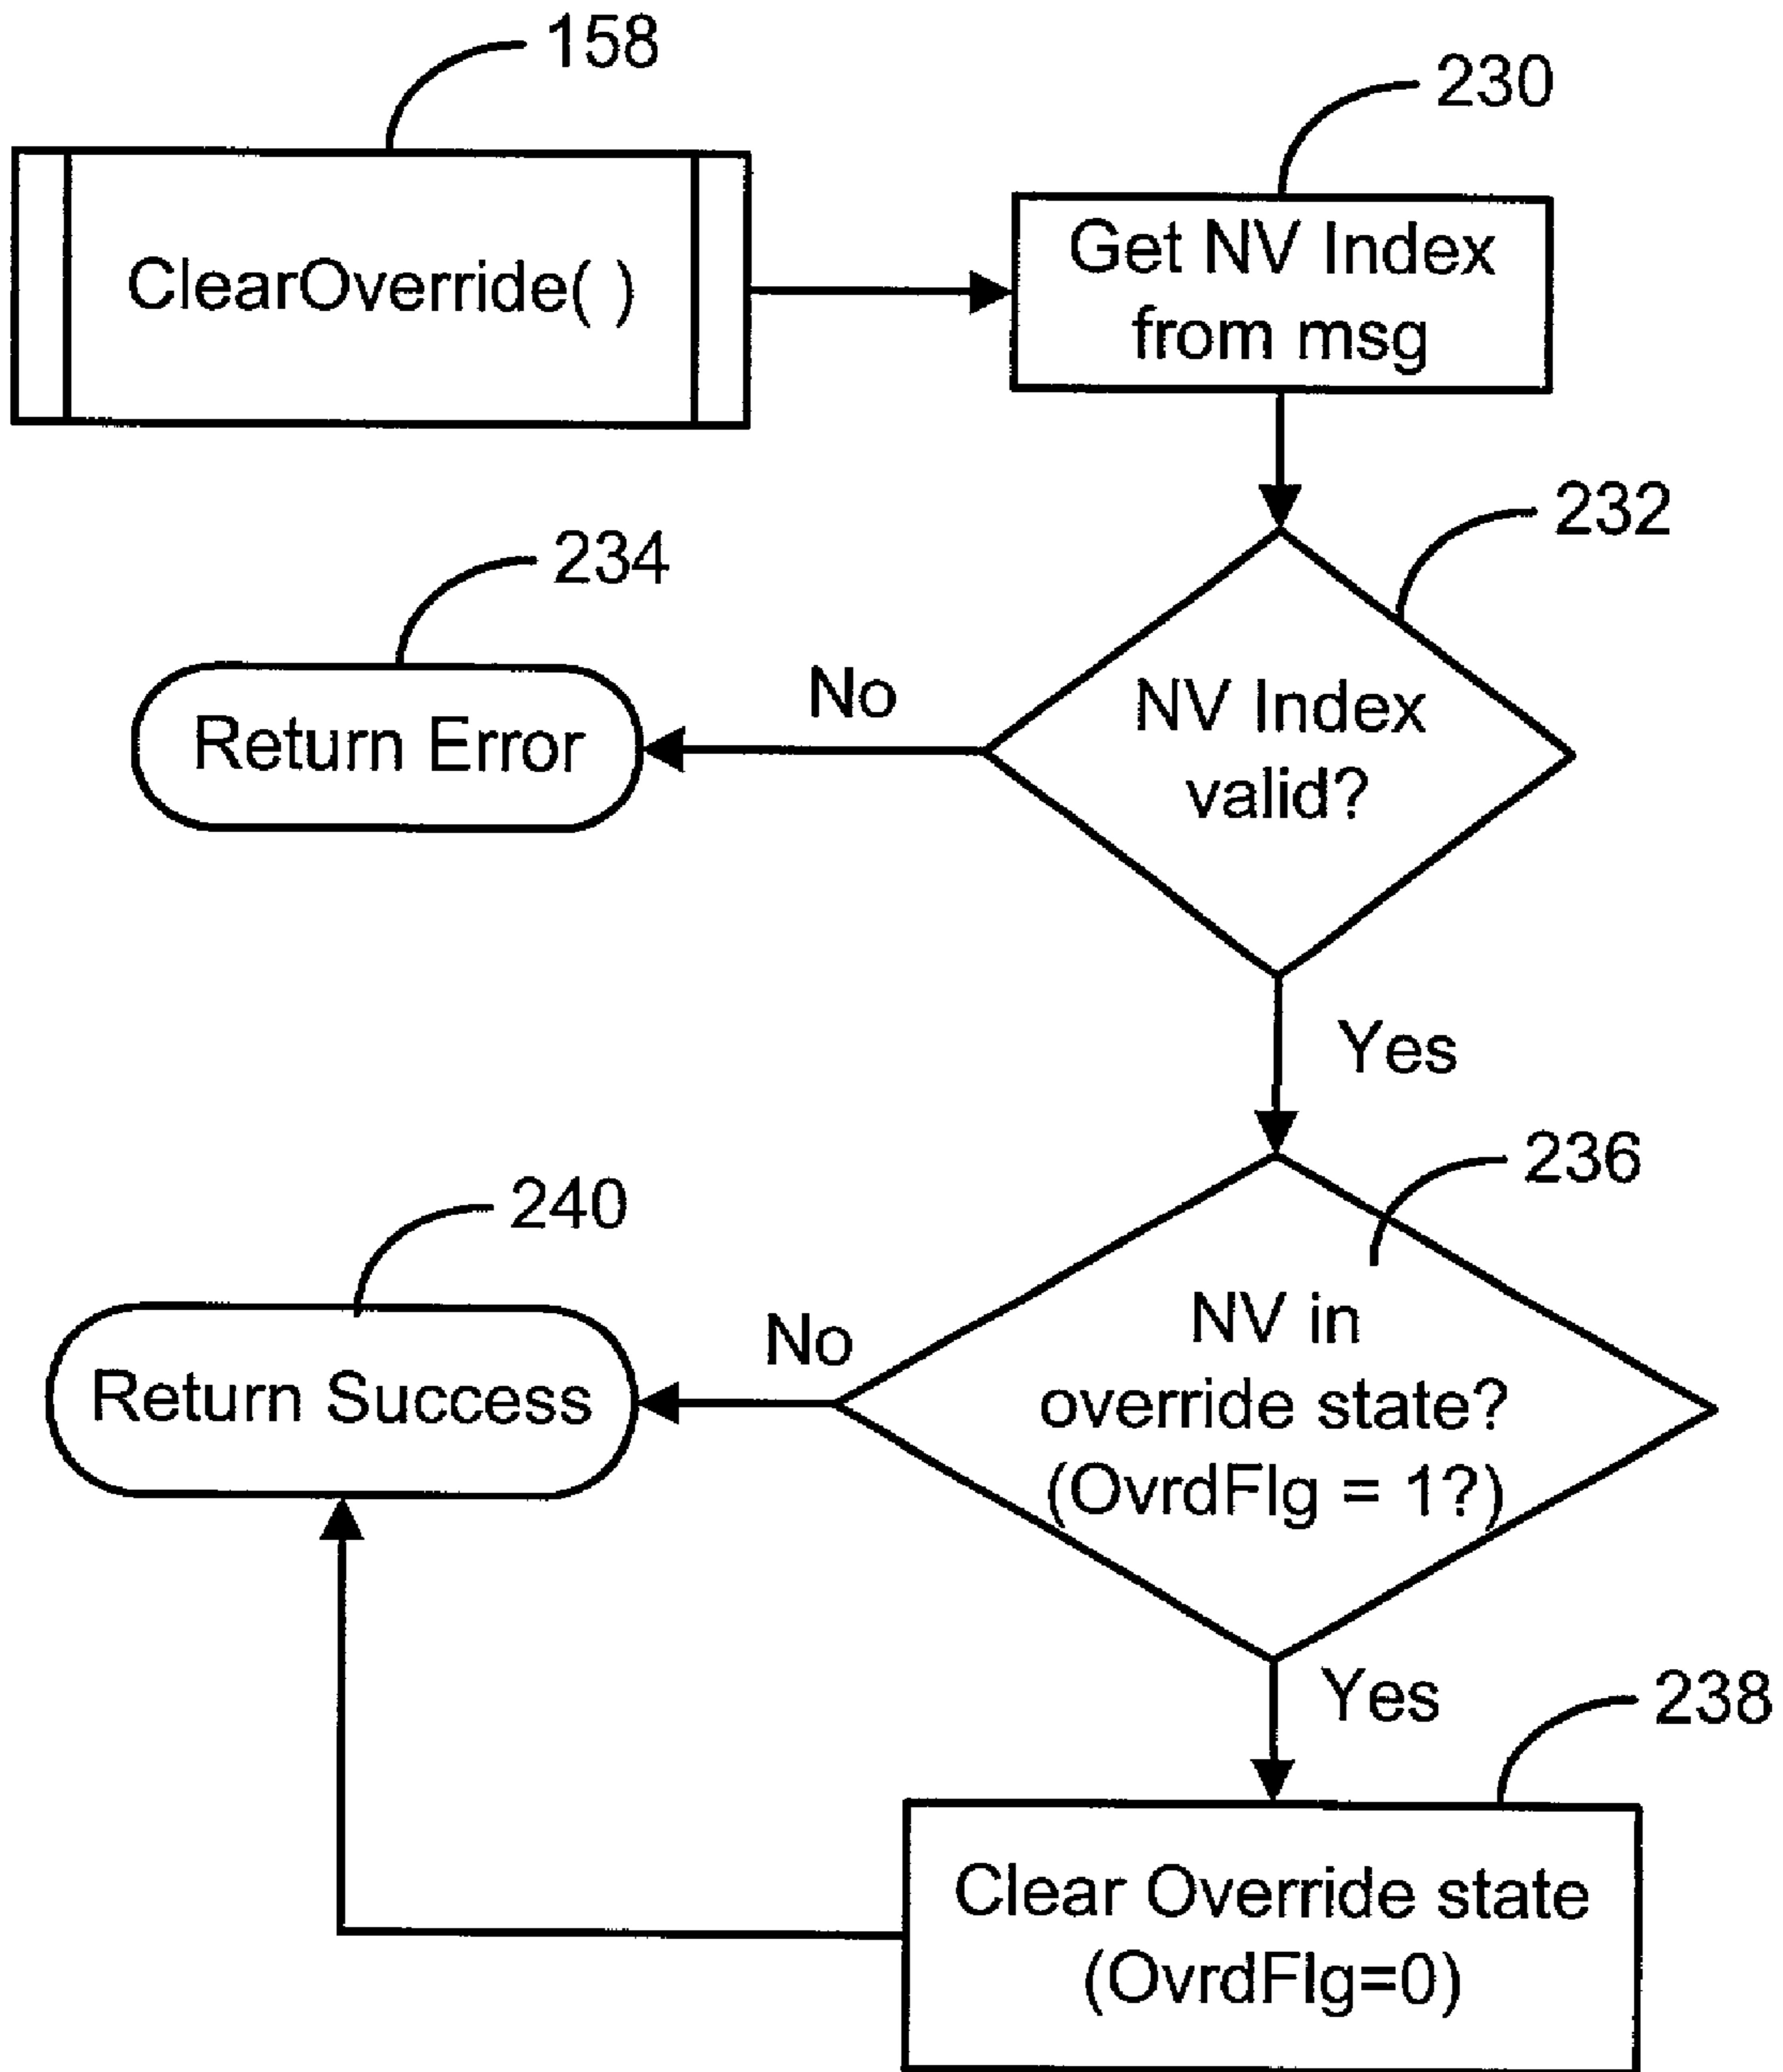 158
ClearOverride( )
230
Get NV Index
from msg
232
NV Index
valid?
No
234
Return Error
Yes
236
NV in
override state?
(OvrdFlg = 1?)
No
240
Return Success
Yes
238
Clear Override state
(OvrdFlg=0)